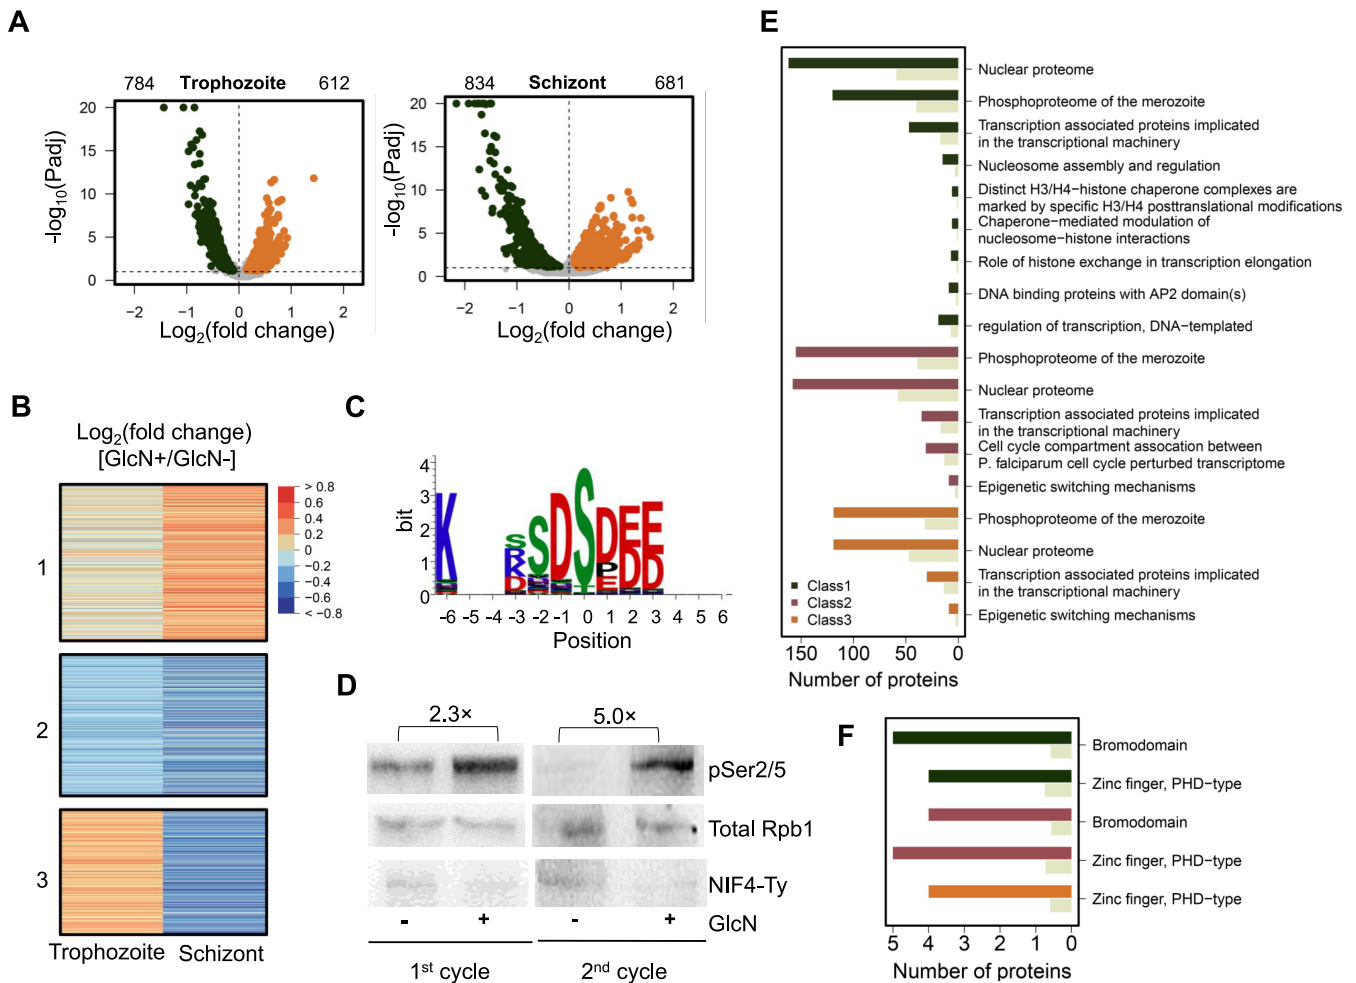 A
784 Trophozoite 612
834 Schizont 681
-log10(Padj)
20
15
10
5
0
-2 -1 0 1 2
Log2(fold change)
-log10(Padj)
20
15
10
5
0
−2 −1 0 1 2
Log2(fold change)
B
Log2(fold change)
[GlcN+/GlcN-]
> 0.8
0.6
0.4
0.2
0
−0.2
−0.4
−0.6
< −0.8
1
2
3
Trophozoite Schizont
C
bit
4
3
2
1
0
-6 -5 -4 -3 -2 -1 0 1 2 3 4 5 6
Position
K
S
R
K
D
S
D
S
D
P
E
E
D
E
D
D
2.3×
5.0×
pSer2/5
Total Rpb1
NIF4-Ty
- + - + GlcN
1st cycle
2nd cycle
E
Nuclear proteome
Phosphoproteome of the merozoite
Transcription associated proteins implicated
in the transcriptional machinery
Nucleosome assembly and regulation
Distinct H3/H4−histone chaperone complexes are
marked by specific H3/H4 posttranslational modifications
Chaperone−mediated modulation of
nucleosome−histone interactions
Role of histone exchange in transcription elongation
DNA binding proteins with AP2 domain(s)
regulation of transcription, DNA−templated
Phosphoproteome of the merozoite
Nuclear proteome
Transcription associated proteins implicated
in the transcriptional machinery
Cell cycle compartment assocation between
P. falciparum cell cycle perturbed transcriptome
Epigenetic switching mechanisms
Phosphoproteome of the merozoite
Nuclear proteome
Transcription associated proteins implicated
in the transcriptional machinery
Epigenetic switching mechanisms
Class1
Class2
Class3
150 100 50 0
Number of proteins
F
Bromodomain
Zinc finger, PHD−type
Bromodomain
Zinc finger, PHD−type
Zinc finger, PHD−type
5 4 3 2 1 0
Number of proteins